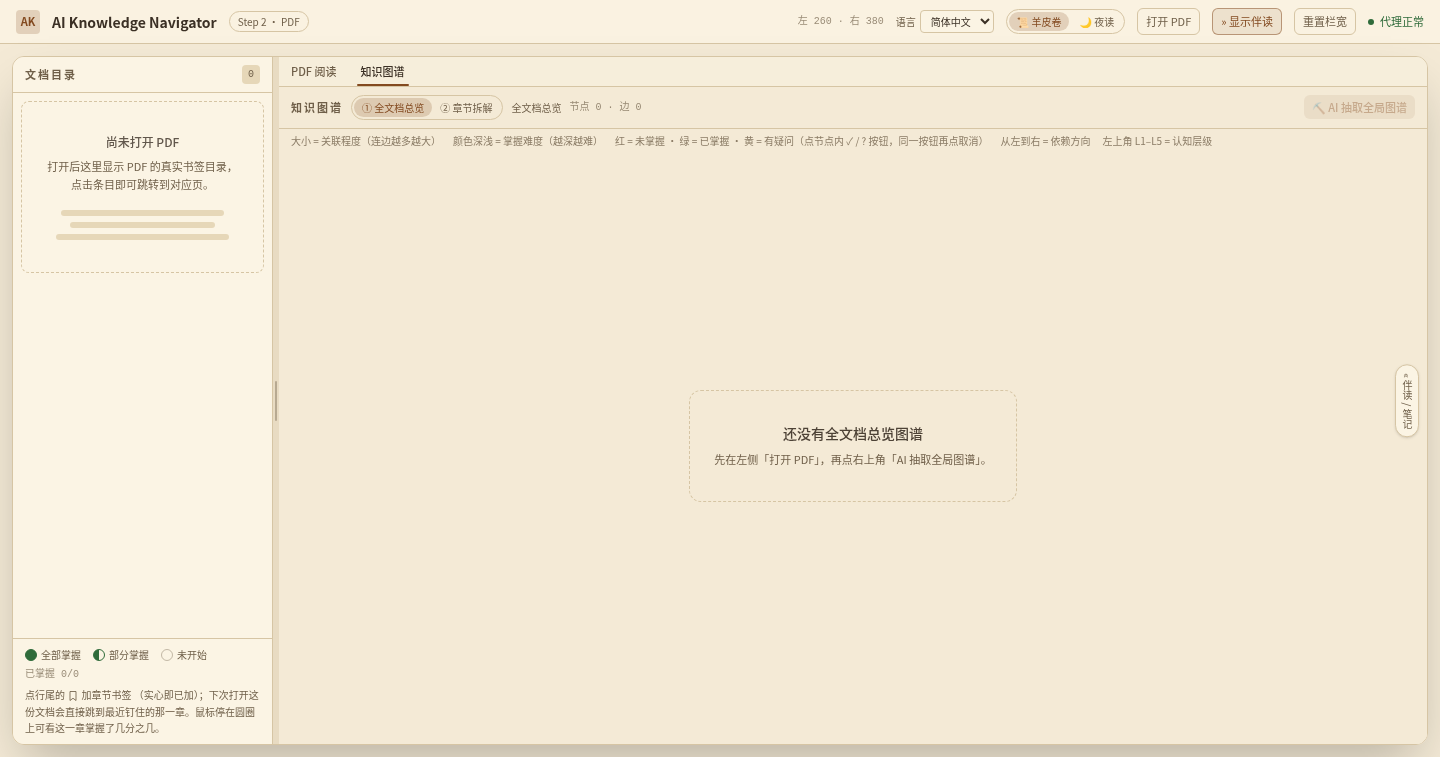 AK AI Knowledge Navigator Step 2 · PDF 左 260 · 右 380 语言 简体中文 📜 羊皮卷 🌙 夜读 打开 PDF » 显示伴读 重置栏宽 代理正常
文档目录 0
PDF 阅读 知识图谱
知识图谱 ① 全文档总览 ② 章节拆解 全文档总览 节点 0 · 边 0 ⛏️ AI 抽取全局图谱
大小 = 关联程度（连边越多越大） 颜色深浅 = 掌握难度（越深越难） 红 = 未掌握 · 绿 = 已掌握 · 黄 = 有疑问（点节点内 ✓ / ? 按钮，同一按钮再点取消） 从左到右 = 依赖方向 左上角 L1–L5 = 认知层级
尚未打开 PDF
打开后这里显示 PDF 的真实书签目录，
点击条目即可跳转到对应页。
还没有全文档总览图谱
先在左侧「打开 PDF」，再点右上角「AI 抽取全局图谱」。
« 伴读 / 笔记
全部掌握 部分掌握 未开始
已掌握 0/0
点行尾的 口 加章节书签 （实心即已加）；下次打开这
份文档会直接跳到最近钉住的那一章。鼠标停在圆圈
上可看这一章掌握了几分之几。